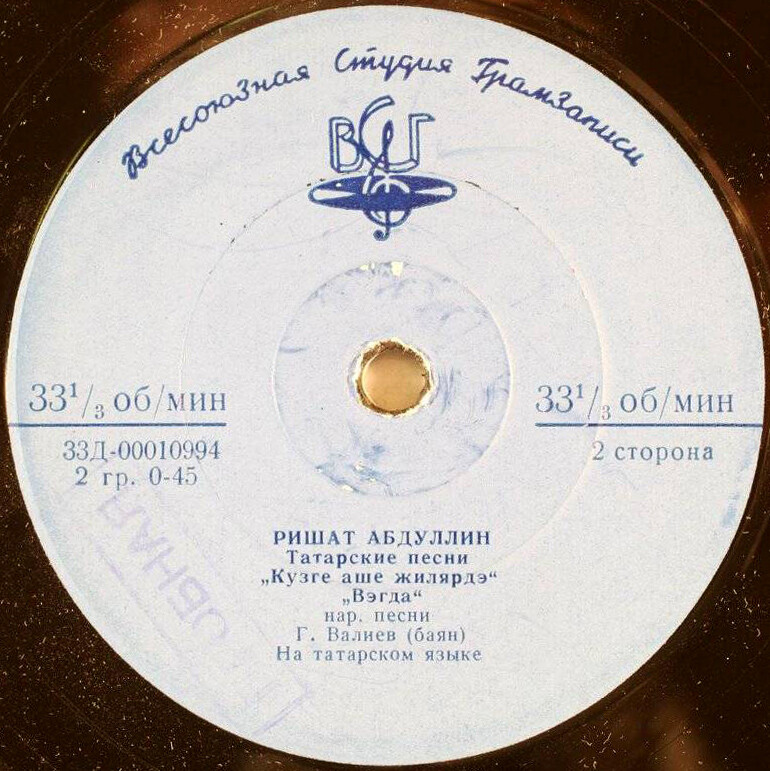 Всесоюзная Студия Грамзаписи
ВСГ
33¹/₃ об/мин
33¹/₃ об/мин
33Д-00010994
2 гр. 0-45
2 сторона
РИШАТ АБДУЛЛИН
Татарские песни
„Кузге аше жилярдэ“
„Вэгда“
нар. песни
Г. Валиев (баян)
На татарском языке